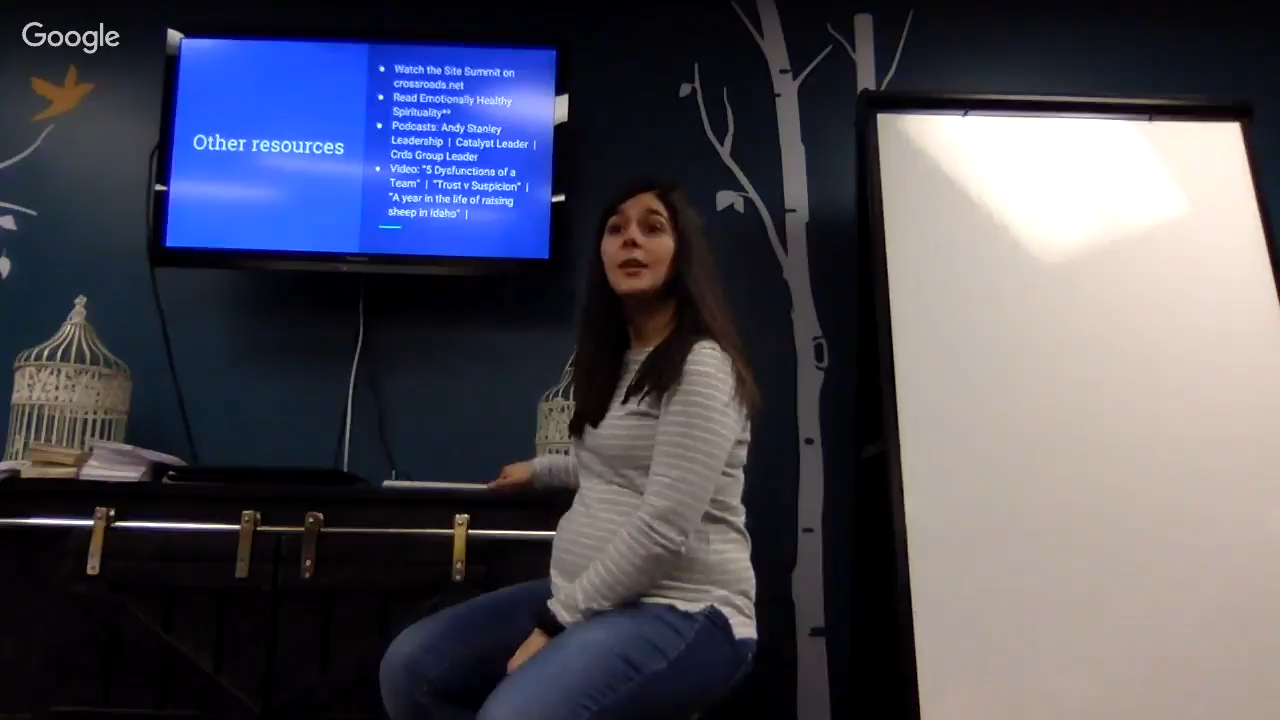 Google
Other resources
Watch the Site Summit on
crossroads.net
Read Emotionally Healthy
Spirituality**
Podcasts: Andy Stanley
Leadership | Catalyst Leader |
Crds Group Leader
Video: "5 Dysfunctions of a
Team" | "Trust v Suspicion" |
"A year in the life of raising
sheep in Idaho" |